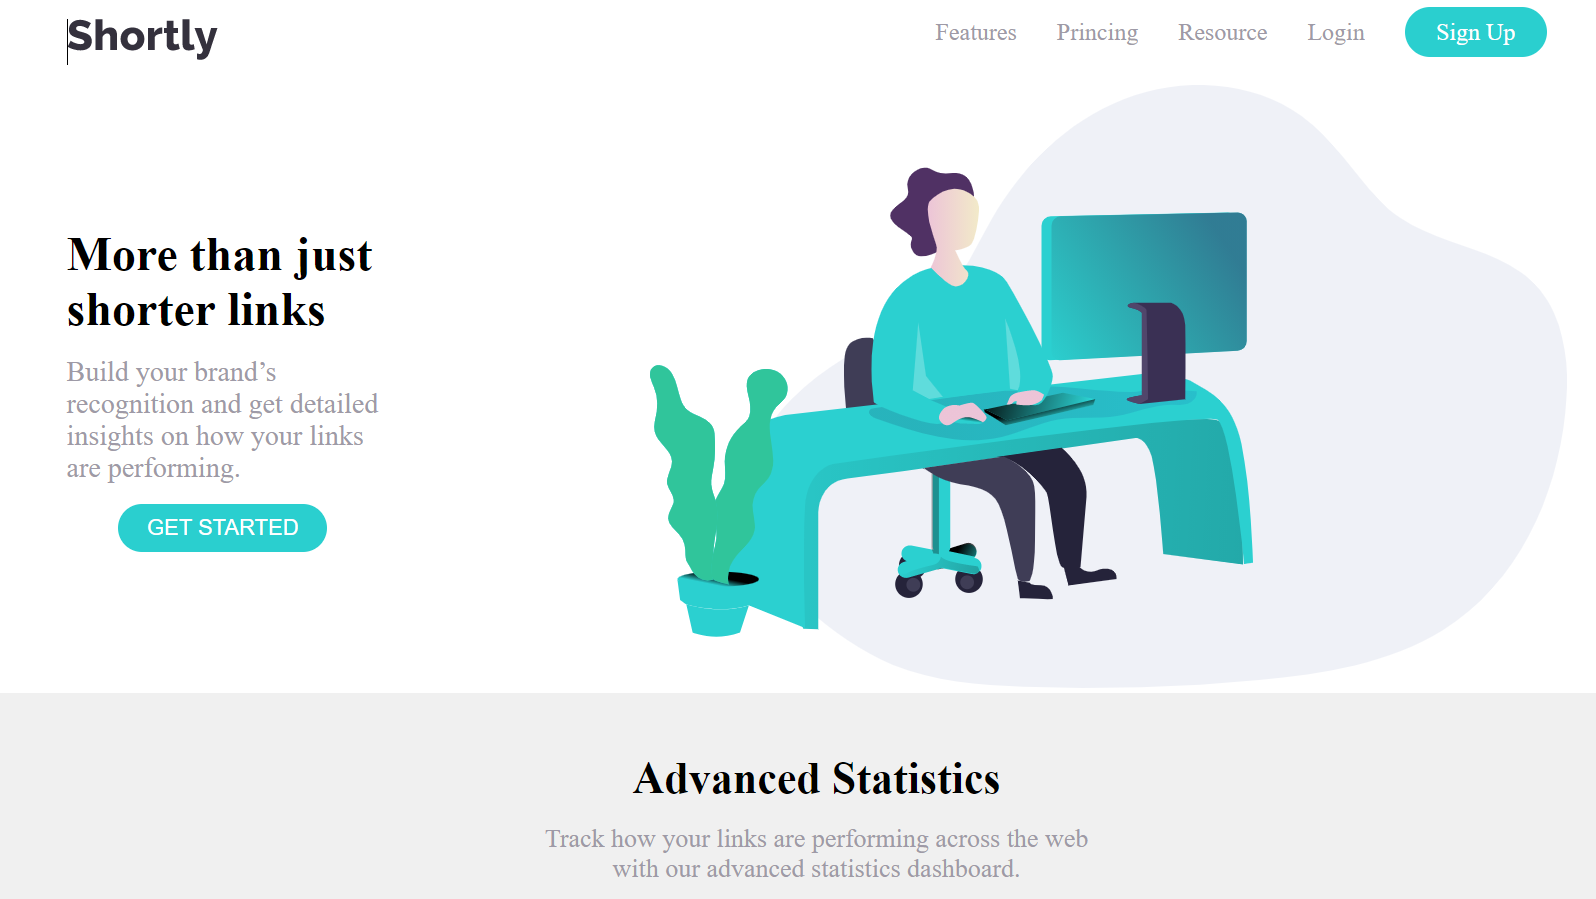 Shortly
Features Princing Resource Login Sign Up
More than just
shorter links
Build your brand’s
recognition and get detailed
insights on how your links
are performing.
GET STARTED
Advanced Statistics
Track how your links are performing across the web
with our advanced statistics dashboard.